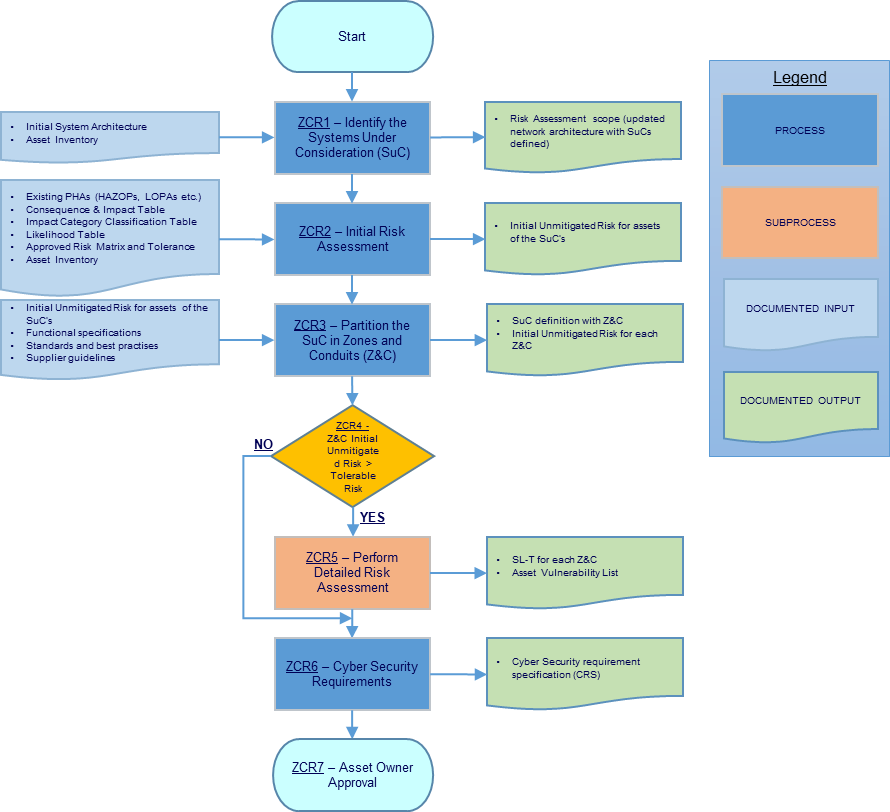 Start
Legend
PROCESS
SUBPROCESS
DOCUMENTED INPUT
DOCUMENTED OUTPUT
• Initial System Architecture
• Asset Inventory
ZCR1 – Identify the
Systems Under
Consideration (SuC)
• Risk Assessment scope (updated
network architecture with SuCs
defined)
• Existing PHAs (HAZOPs, LOPAs etc.)
• Consequence & Impact Table
• Impact Category Classification Table
• Likelihood Table
• Approved Risk Matrix and Tolerance
• Asset Inventory
ZCR2 – Initial Risk
Assessment
• Initial Unmitigated Risk for assets
of the SuC's
• Initial Unmitigated Risk for assets of the
SuC's
• Functional specifications
• Standards and best practises
• Supplier guidelines
ZCR3 – Partition the
SuC in Zones and
Conduits (Z&C)
• SuC definition with Z&C
• Initial Unmitigated Risk for each
Z&C
ZCR4 -
Z&C Initial
Unmitigate
d Risk >
Tolerable
Risk
NO
YES
ZCR5 – Perform
Detailed Risk
Assessment
• SL-T for each Z&C
• Asset Vulnerability List
ZCR6 – Cyber Security
Requirements
• Cyber Security requirement
specification (CRS)
ZCR7 – Asset Owner
Approval